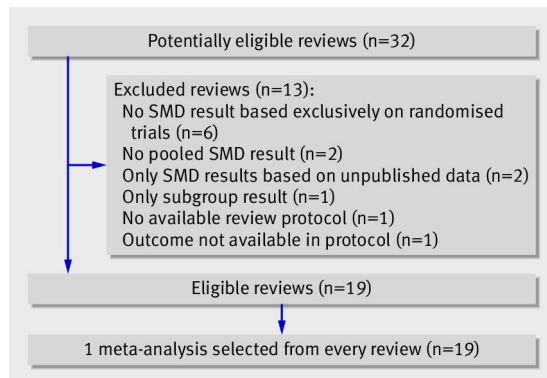 Potentially eligible reviews (n=32)
Excluded reviews (n=13):
No SMD result based exclusively on randomised
trials (n=6)
No pooled SMD result (n=2)
Only SMD results based on unpublished data (n=2)
Only subgroup result (n=1)
No available review protocol (n=1)
Outcome not available in protocol (n=1)
Eligible reviews (n=19)
1 meta-analysis selected from every review (n=19)